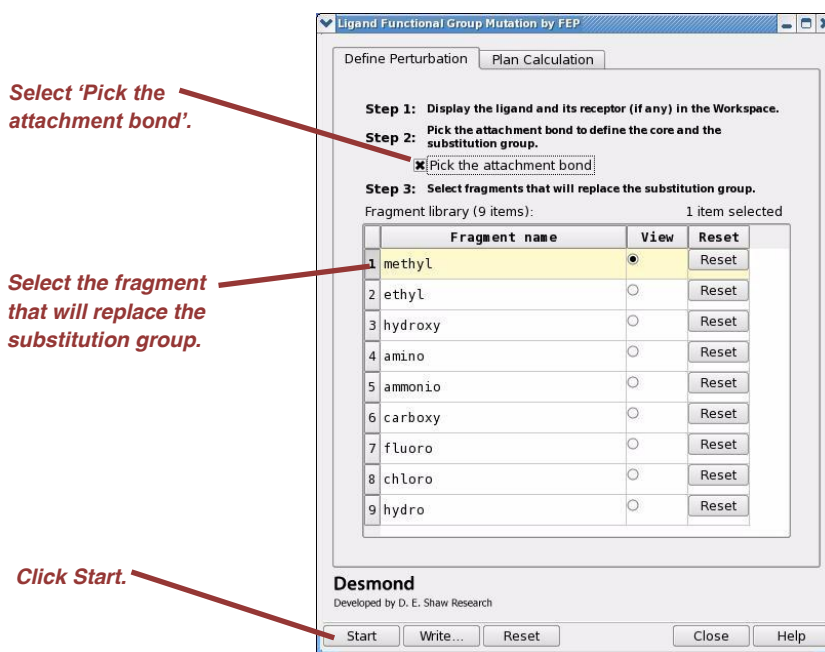 Ligand Functional Group Mutation by FEP
Define Perturbation Plan Calculation
Select ‘Pick the
attachment bond’.
Step 1: Display the ligand and its receptor (if any) in the Workspace.
Step 2: Pick the attachment bond to define the core and the
substitution group.
Pick the attachment bond
Step 3: Select fragments that will replace the substitution group.
Fragment library (9 items): 1 item selected
Fragment name View Reset
1 methyl Reset
Select the fragment
that will replace the
substitution group.
2 ethyl Reset
3 hydroxy Reset
4 amino Reset
5 ammonio Reset
6 carboxy Reset
7 fluoro Reset
8 chloro Reset
9 hydro Reset
Click Start.
Desmond
Developed by D. E. Shaw Research
Start Write... Reset Close Help